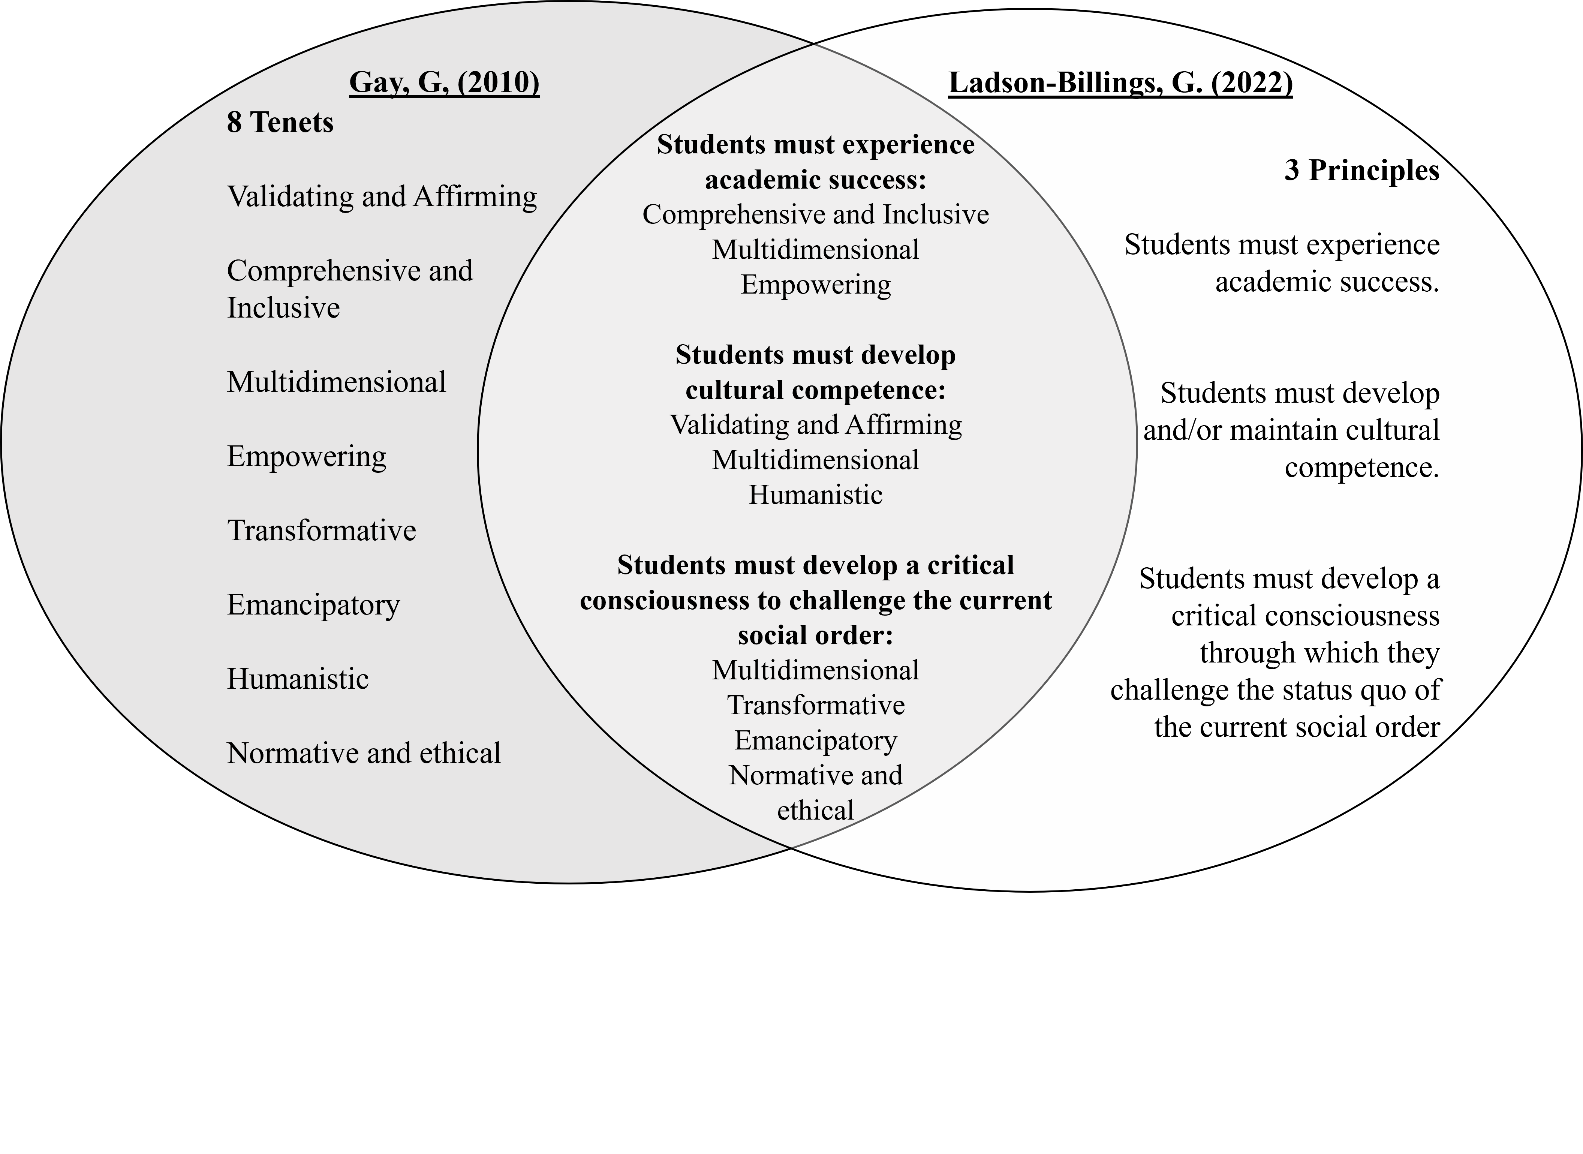 Gay, G, (2010)
8 Tenets
Validating and Affirming
Comprehensive and
Inclusive
Multidimensional
Empowering
Transformative
Emancipatory
Humanistic
Normative and ethical
Students must experience
academic success:
Comprehensive and Inclusive
Multidimensional
Empowering
Students must develop
cultural competence:
Validating and Affirming
Multidimensional
Humanistic
Students must develop a critical
consciousness to challenge the current
social order:
Multidimensional
Transformative
Emancipatory
Normative and
ethical
Ladson-Billings, G. (2022)
3 Principles
Students must experience
academic success.
Students must develop
and/or maintain cultural
competence.
Students must develop a
critical consciousness
through which they
challenge the status quo of
the current social order